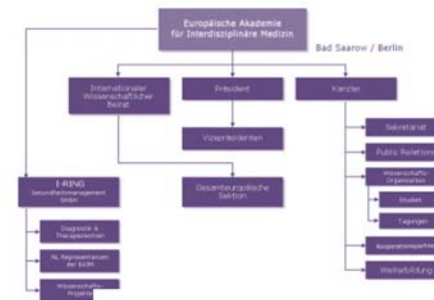 Europäische Akademie
für Interdisziplinäre Medizin
Bad Saarow / Berlin
Internationaler
Wissenschaftlicher
Beirat
Präsident
Kanzler
Vizepräsidenten
Sekretariat
Public Relations
Wissenschafts-
Organisation
I-RING
Gesundheitsmanagement
GmbH
Gesamteuropäische
Sektion
Studien
Tagungen
Diagnostik &
Therapiezentren
NL Repräsentanzen
der EAIM
Kooperationspartner
Weiterbildung
Wissenschafts-
Projekte